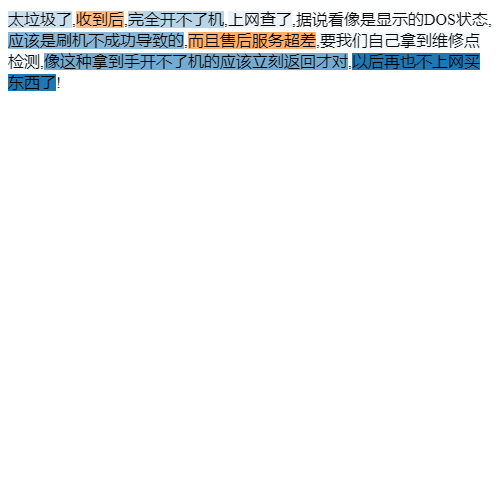 太垃圾了,收到后,完全开不了机,上网查了,据说看像是显示的DOS状态,
应该是刷机不成功导致的,而且售后服务超差,要我们自己拿到维修点
检测,像这种拿到手开不了机的应该立刻返回才对,以后再也不上网买
东西了!